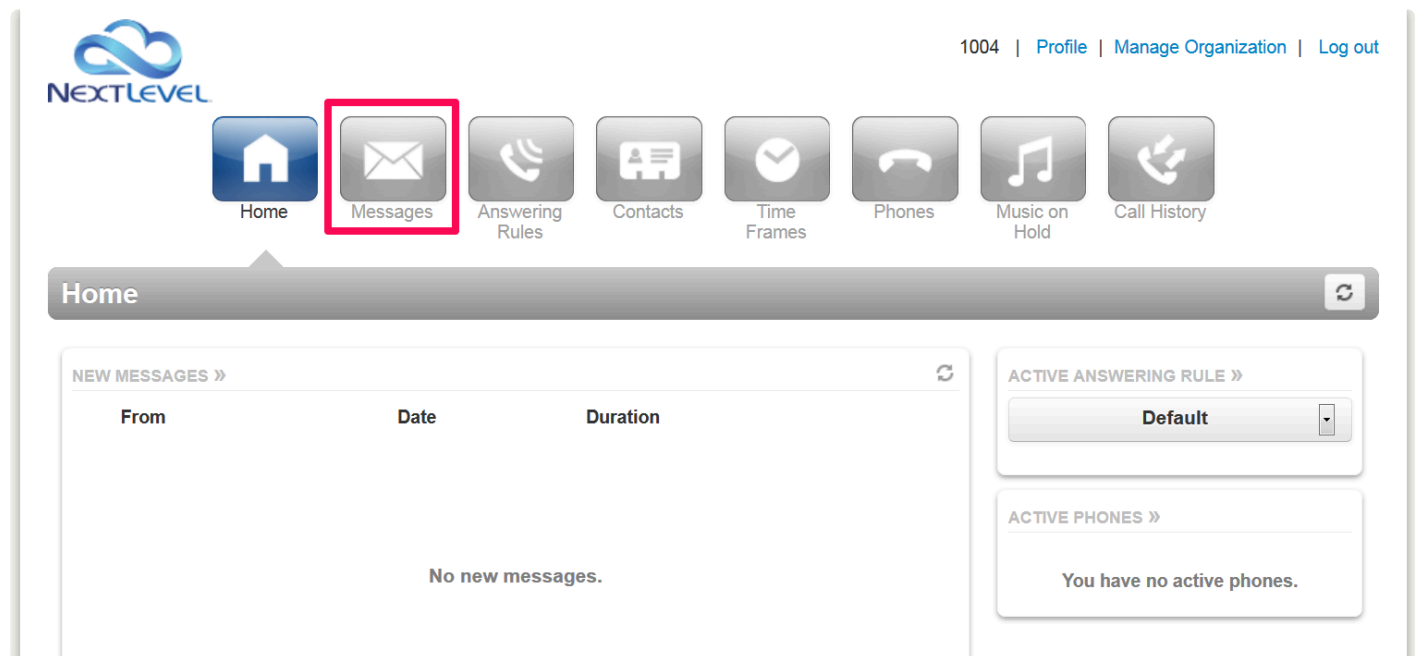 NEXTLEVEL
1004 | Profile | Manage Organization | Log out
Home
Messages
Answering
Rules
Contacts
Time
Frames
Phones
Music on
Hold
Call History
Home
NEW MESSAGES »
From Date Duration
No new messages.
ACTIVE ANSWERING RULE »
Default
ACTIVE PHONES »
You have no active phones.